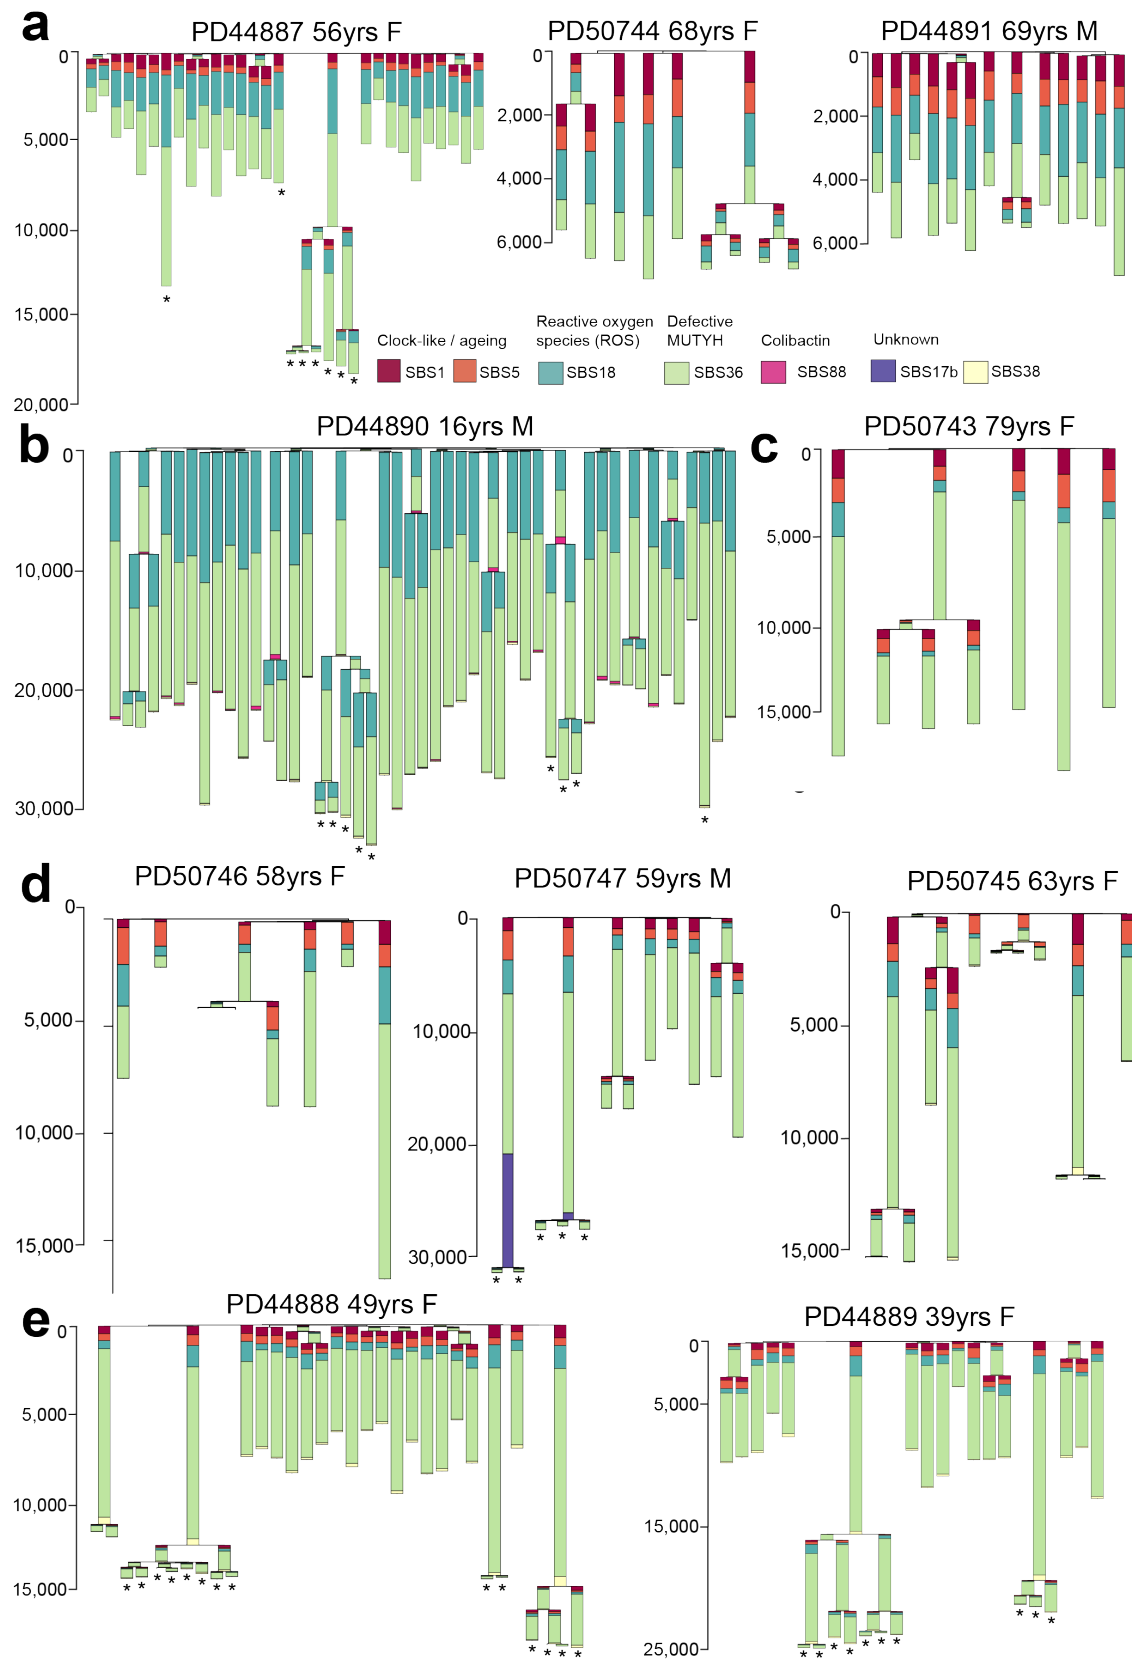 a
PD44887 56yrs F
PD50744 68yrs F
PD44891 69yrs M
0
5,000
10,000
15,000
20,000
*
*
* * * * * *
0
2,000
4,000
6,000
0
2,000
4,000
6,000
Clock-like / ageing
Reactive oxygen
species (ROS)
Defective
MUTYH
Colibactin
Unknown
SBS1
SBS5
SBS18
SBS36
SBS88
SBS17b
SBS38
b
PD44890 16yrs M
0
10,000
20,000
30,000
* * * * *
* * *
*
c
PD50743 79yrs F
0
5,000
10,000
15,000
d
PD50746 58yrs F
PD50747 59yrs M
PD50745 63yrs F
0
5,000
10,000
15,000
0
10,000
20,000
30,000
* *
* * *
0
5,000
10,000
15,000
e
PD44888 49yrs F
PD44889 39yrs F
0
5,000
10,000
15,000
* * * * * * * *
* *
* * * *
0
5,000
15,000
25,000
* * * * * * *
* * *